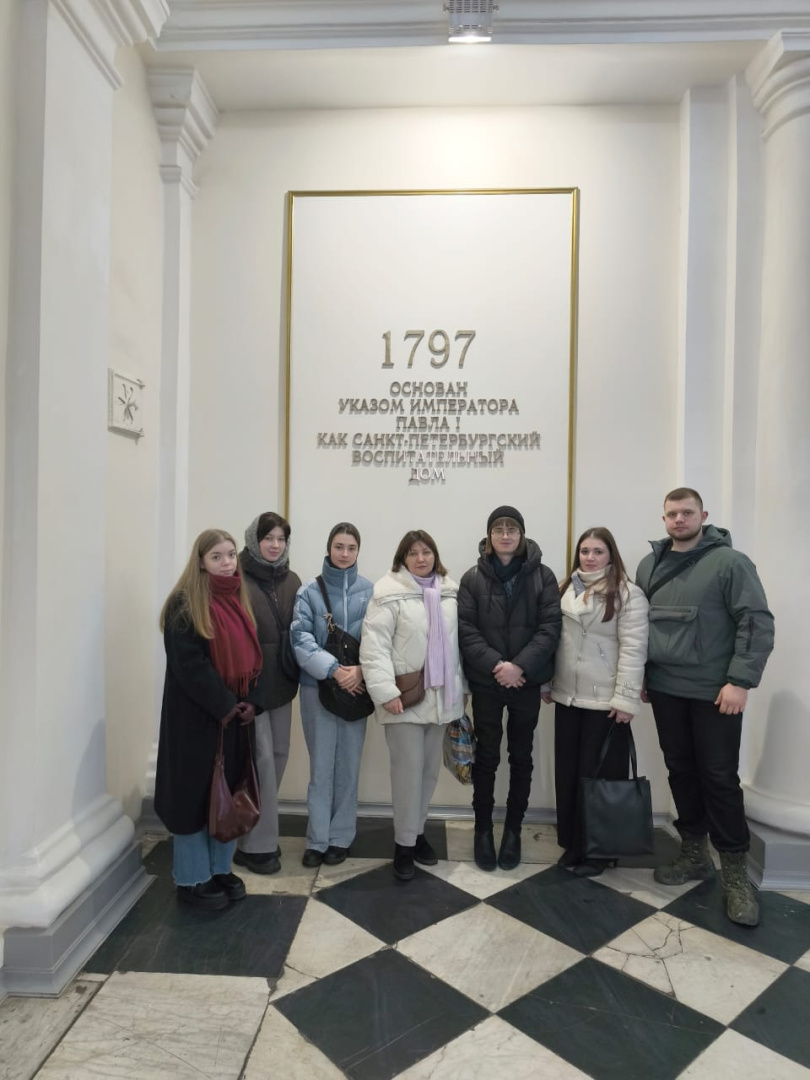 1797
ОСНОВАН
УКАЗОМ ИМПЕРАТОРА
ПАВЛА I
КАК САНКТ-ПЕТЕРБУРГСКИЙ
ВОСПИТАТЕЛЬНЫЙ
ДОМ